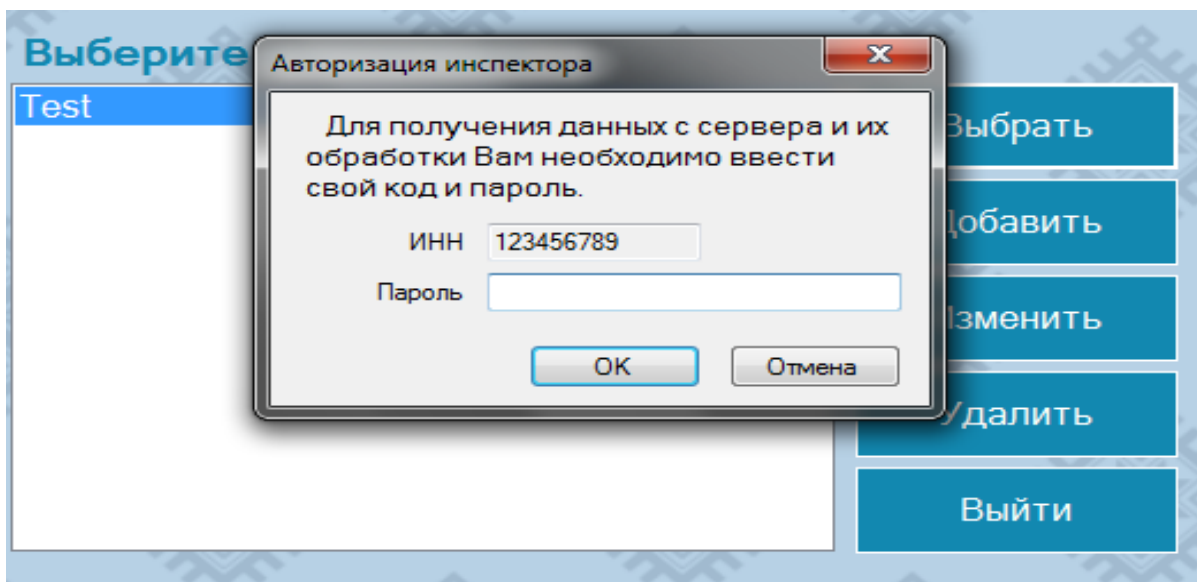 Выберите
Авторизация инспектора
Test
Для получения данных с сервера и их
обработки Вам необходимо ввести
свой код и пароль.
ИНН 123456789
Пароль
OK Отмена
Выбрать
Добавить
Изменить
Удалить
Выйти